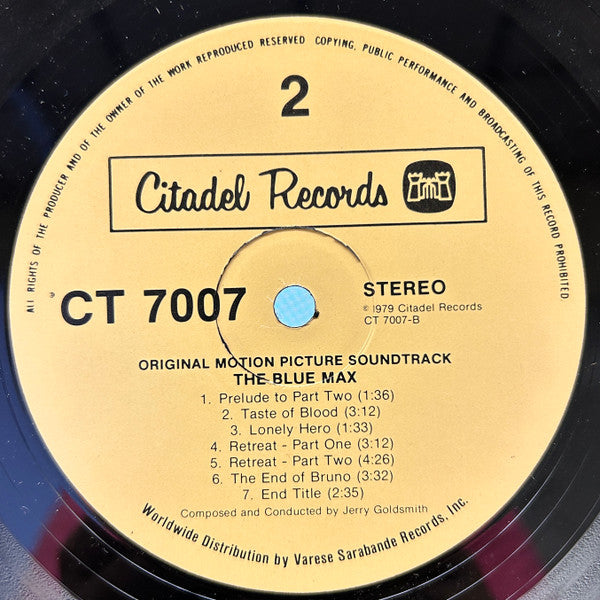 ALL RIGHTS OF THE PRODUCER AND OF THE OWNER OF THE WORK REPRODUCED RESERVED COPYING, PUBLIC PERFORMANCE AND BROADCASTING OF THIS RECORD PROHIBITED
2
Citadel Records
CT 7007
STEREO
℗ 1979 Citadel Records
CT 7007-B
ORIGINAL MOTION PICTURE SOUNDTRACK
THE BLUE MAX
1. Prelude to Part Two (1:36)
2. Taste of Blood (3:12)
3. Lonely Hero (1:33)
4. Retreat - Part One (3:12)
5. Retreat - Part Two (4:26)
6. The End of Bruno (3:32)
7. End Title (2:35)
Composed and Conducted by Jerry Goldsmith
Worldwide Distribution by Varese Sarabande Records, Inc.